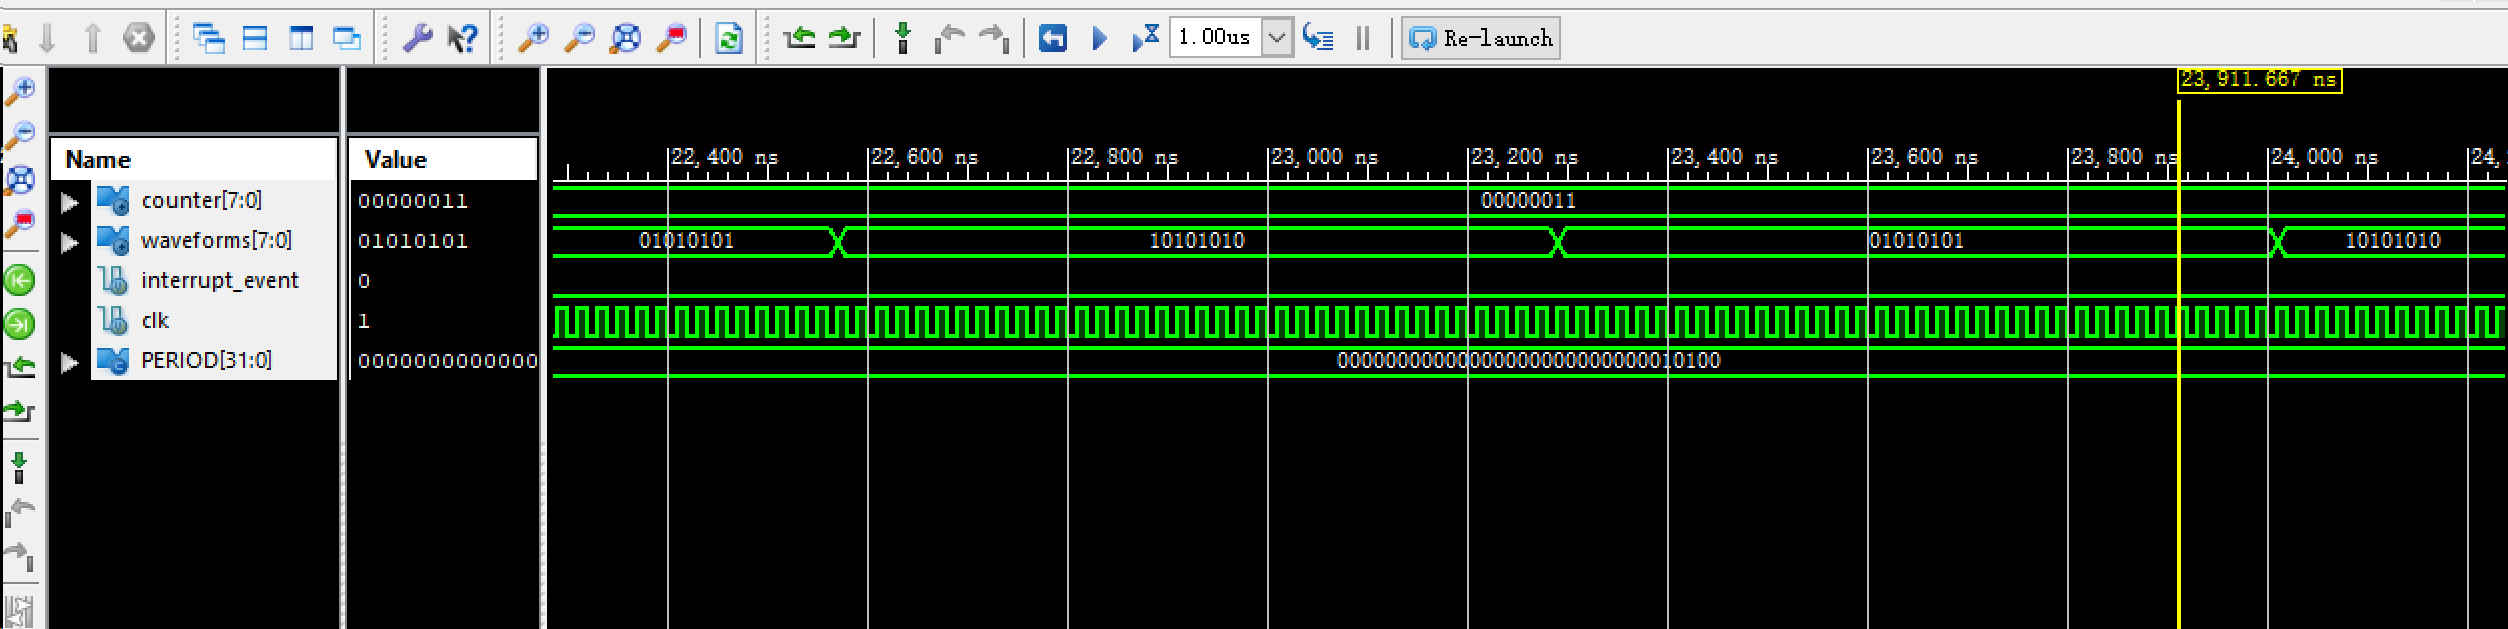 1.00us
Re-launch
23,911.667 ns
Name
Value
22,400 ns
22,600 ns
22,800 ns
23,000 ns
23,200 ns
23,400 ns
23,600 ns
23,800 ns
24,000 ns
24,
counter[7:0]
00000011
00000011
waveforms[7:0]
01010101
01010101
10101010
01010101
10101010
interrupt_event
0
clk
1
PERIOD[31:0]
0000000000000
00000000000000000000000000010100